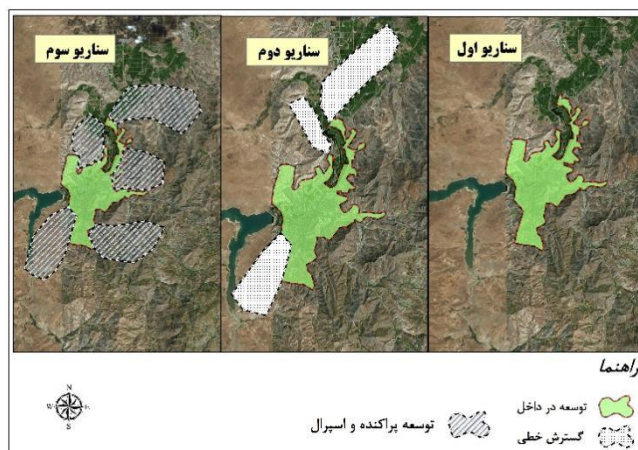 سناریو اول
سناریو دوم
سناریو سوم
راهنما
توسعه در داخل
گسترش خطی
توسعه پراکنده و اسپرال
N
W E
S